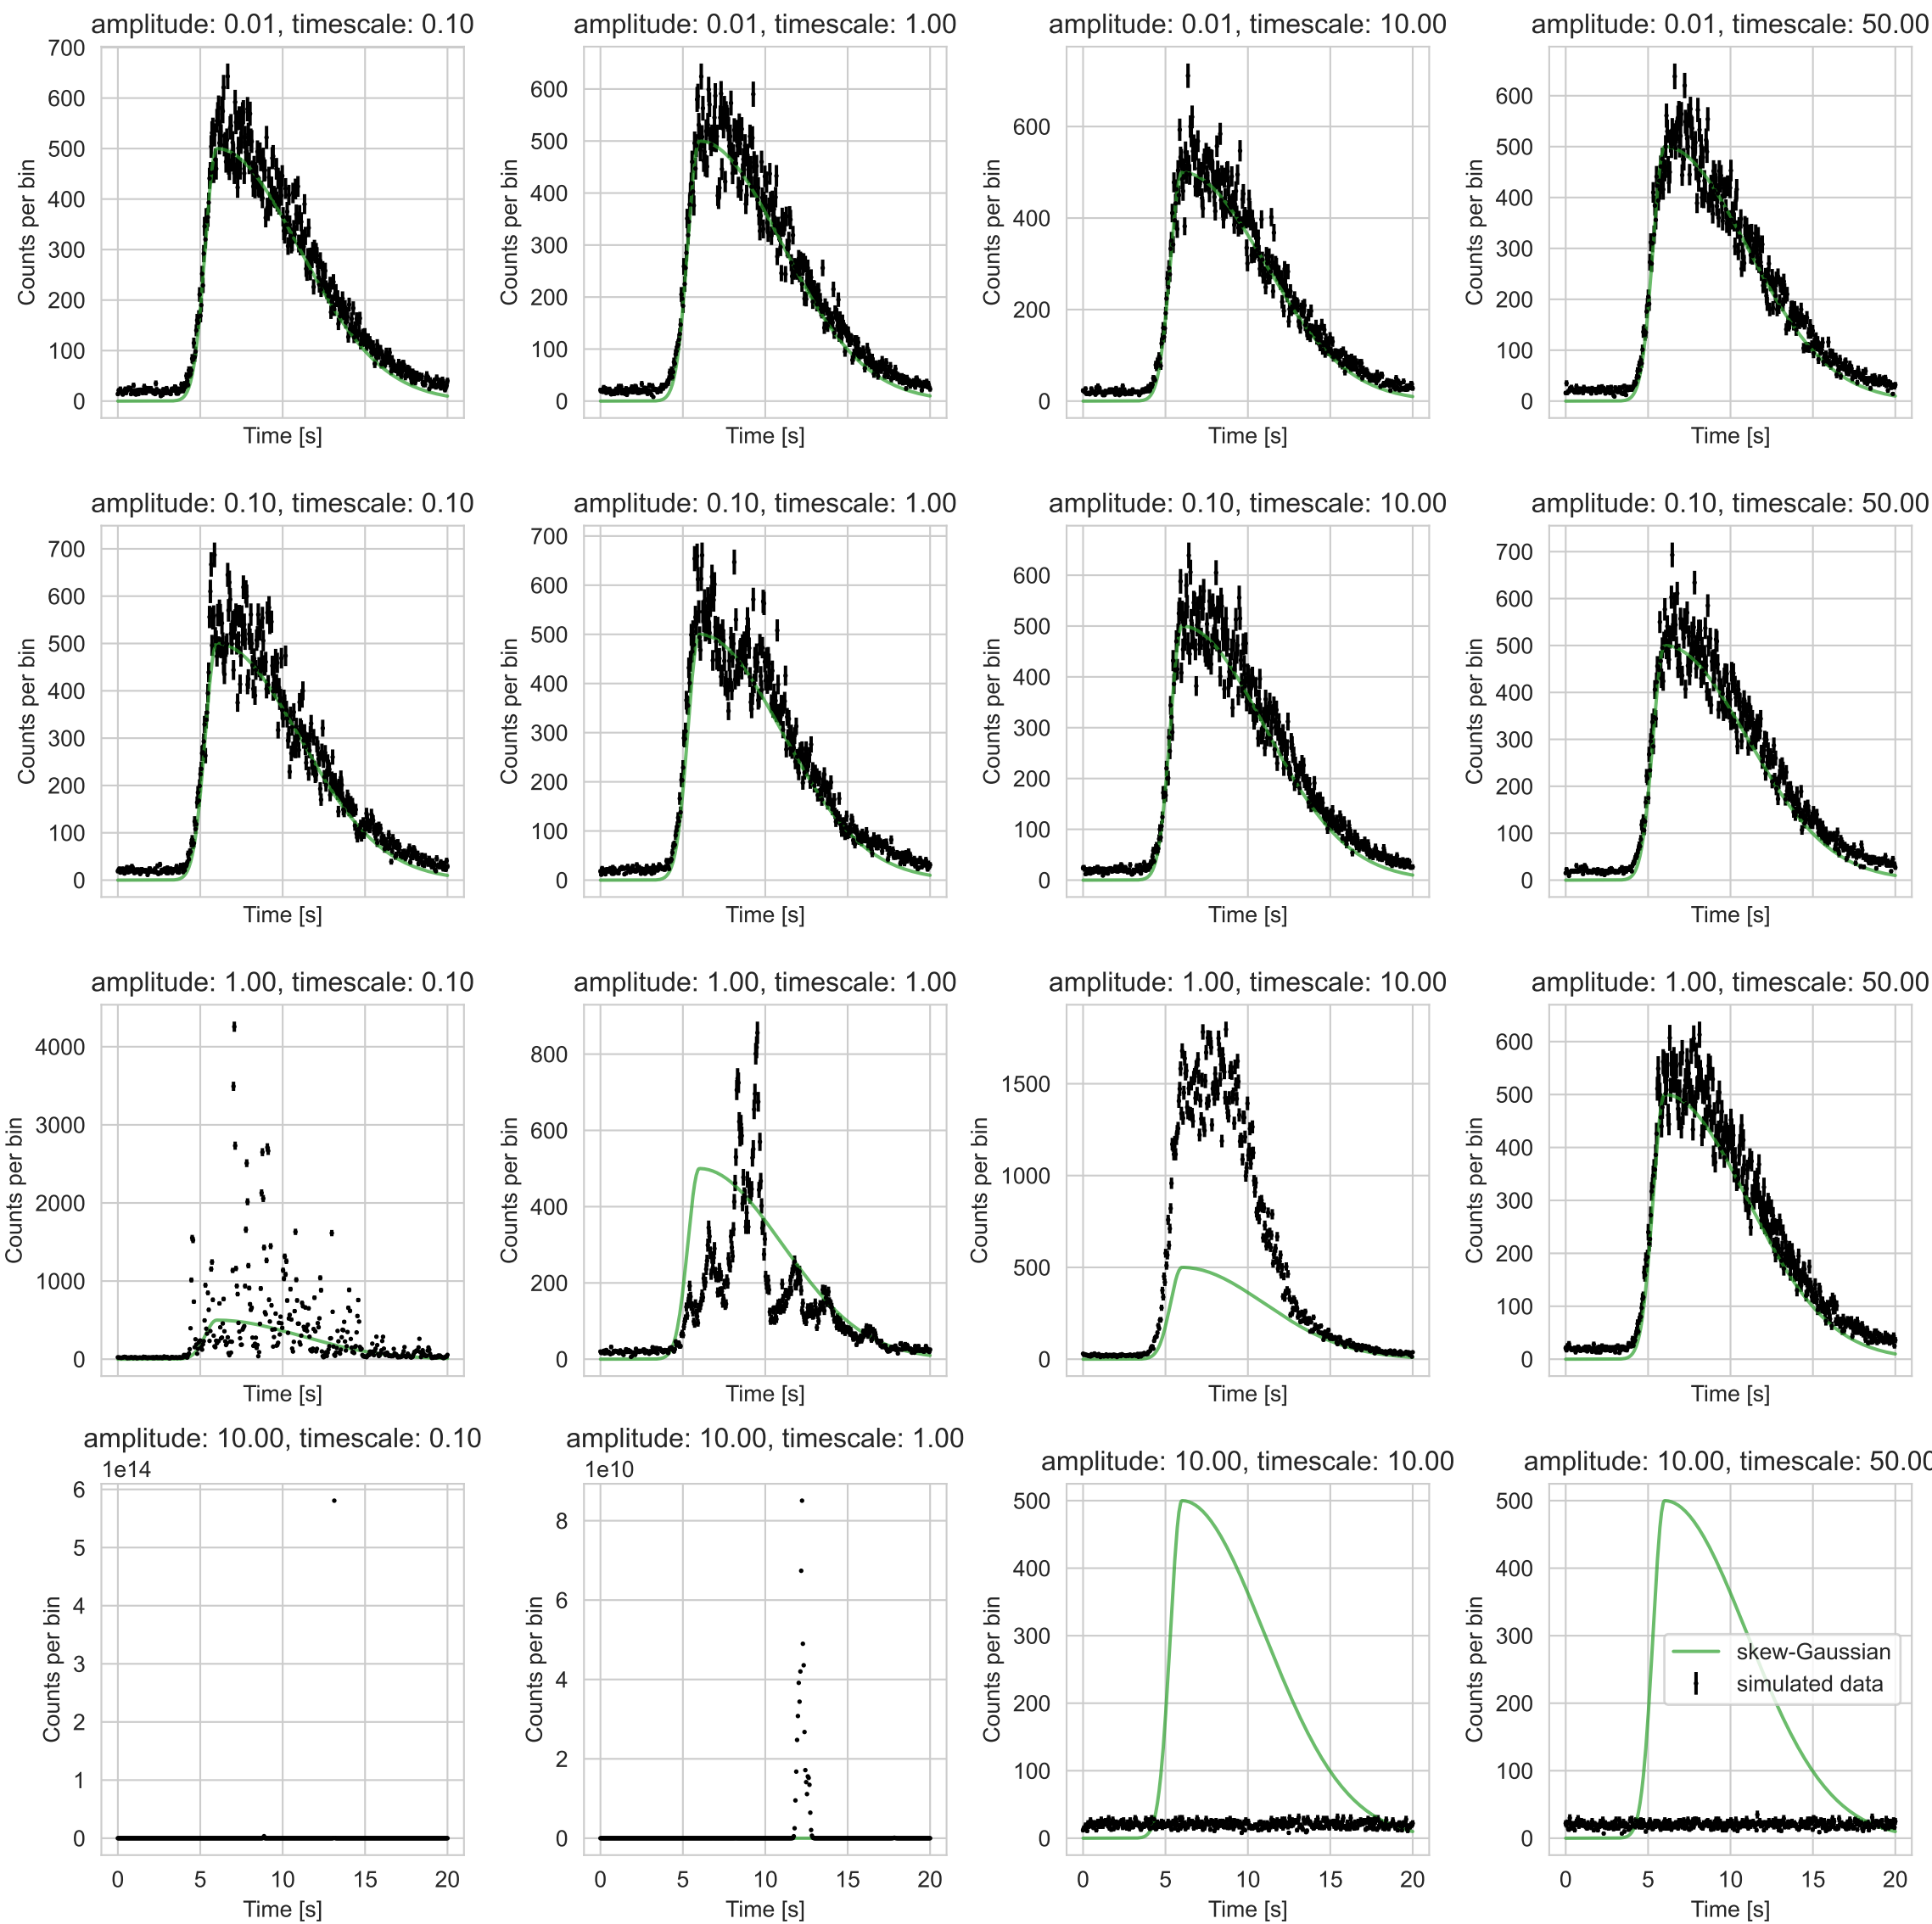 amplitude: 0.01, timescale: 0.10
700
600
500
400
300
200
100
0
Counts per bin
Time [s]
amplitude: 0.01, timescale: 1.00
600
500
400
300
200
100
0
Counts per bin
Time [s]
amplitude: 0.01, timescale: 10.00
600
400
200
0
Counts per bin
Time [s]
amplitude: 0.01, timescale: 50.00
600
500
400
300
200
100
0
Counts per bin
Time [s]
amplitude: 0.10, timescale: 0.10
700
600
500
400
300
200
100
0
Counts per bin
Time [s]
amplitude: 0.10, timescale: 1.00
700
600
500
400
300
200
100
0
Counts per bin
Time [s]
amplitude: 0.10, timescale: 10.00
600
500
400
300
200
100
0
Counts per bin
Time [s]
amplitude: 0.10, timescale: 50.00
700
600
500
400
300
200
100
0
Counts per bin
Time [s]
amplitude: 1.00, timescale: 0.10
4000
3000
2000
1000
0
Counts per bin
Time [s]
amplitude: 1.00, timescale: 1.00
800
600
400
200
0
Counts per bin
Time [s]
amplitude: 1.00, timescale: 10.00
1500
1000
500
0
Counts per bin
Time [s]
amplitude: 1.00, timescale: 50.00
600
500
400
300
200
100
0
Counts per bin
Time [s]
amplitude: 10.00, timescale: 0.10
1e14
6
5
4
3
2
1
0
Counts per bin
0 5 10 15 20
Time [s]
amplitude: 10.00, timescale: 1.00
1e10
8
6
4
2
0
Counts per bin
0 5 10 15 20
Time [s]
amplitude: 10.00, timescale: 10.00
500
400
300
200
100
0
Counts per bin
0 5 10 15 20
Time [s]
amplitude: 10.00, timescale: 50.00
500
400
300
200
100
0
Counts per bin
skew-Gaussian
simulated data
0 5 10 15 20
Time [s]